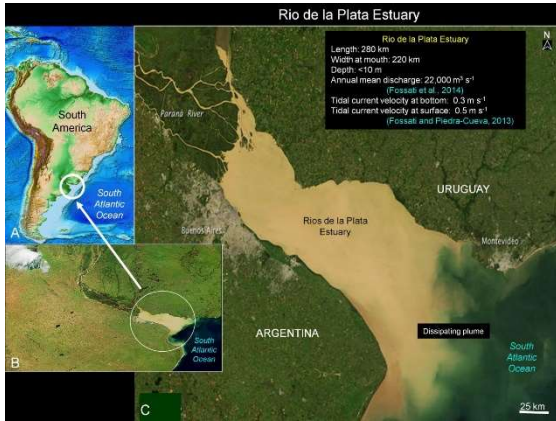 Rio de la Plata Estuary
Rio de la Plata Estuary
Length: 280 km
Width at mouth: 220 km
Depth: <10 m
Annual mean discharge: 22,000 m³ s⁻¹
(Fossati et al., 2014)
Tidal current velocity at bottom: 0.3 m s⁻¹
Tidal current velocity at surface: 0.5 m s⁻¹
(Fossati and Piedra-Cueva, 2013)
N
South
America
South
Atlantic
Ocean
A
Parana River
URUGUAY
Buenos Aires
Rios de la Plata
Estuary
Montevideo
South
Atlantic
Ocean
B
ARGENTINA
Dissipating plume
South
Atlantic
Ocean
C
25 km